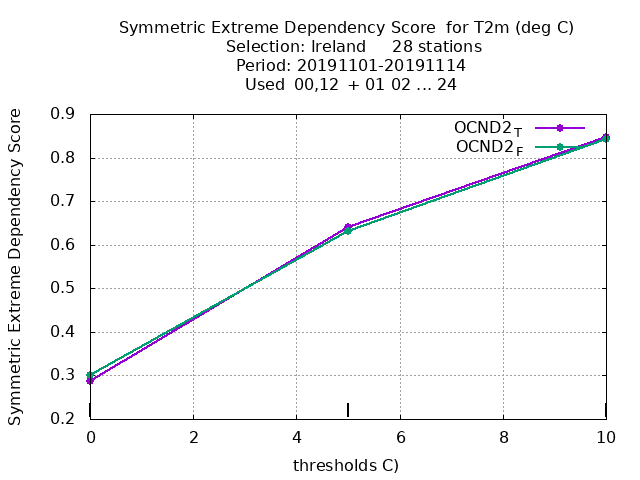 Symmetric Extreme Dependency Score  for T2m (deg C)
Selection: Ireland     28 stations
Period: 20191101-20191114
Used  00,12  + 01 02 ... 24
Symmetric Extreme Dependency Score
0.9
0.8
0.7
0.6
0.5
0.4
0.3
0.2
OCND2T
OCND2F
0 2 4 6 8 10
thresholds C)